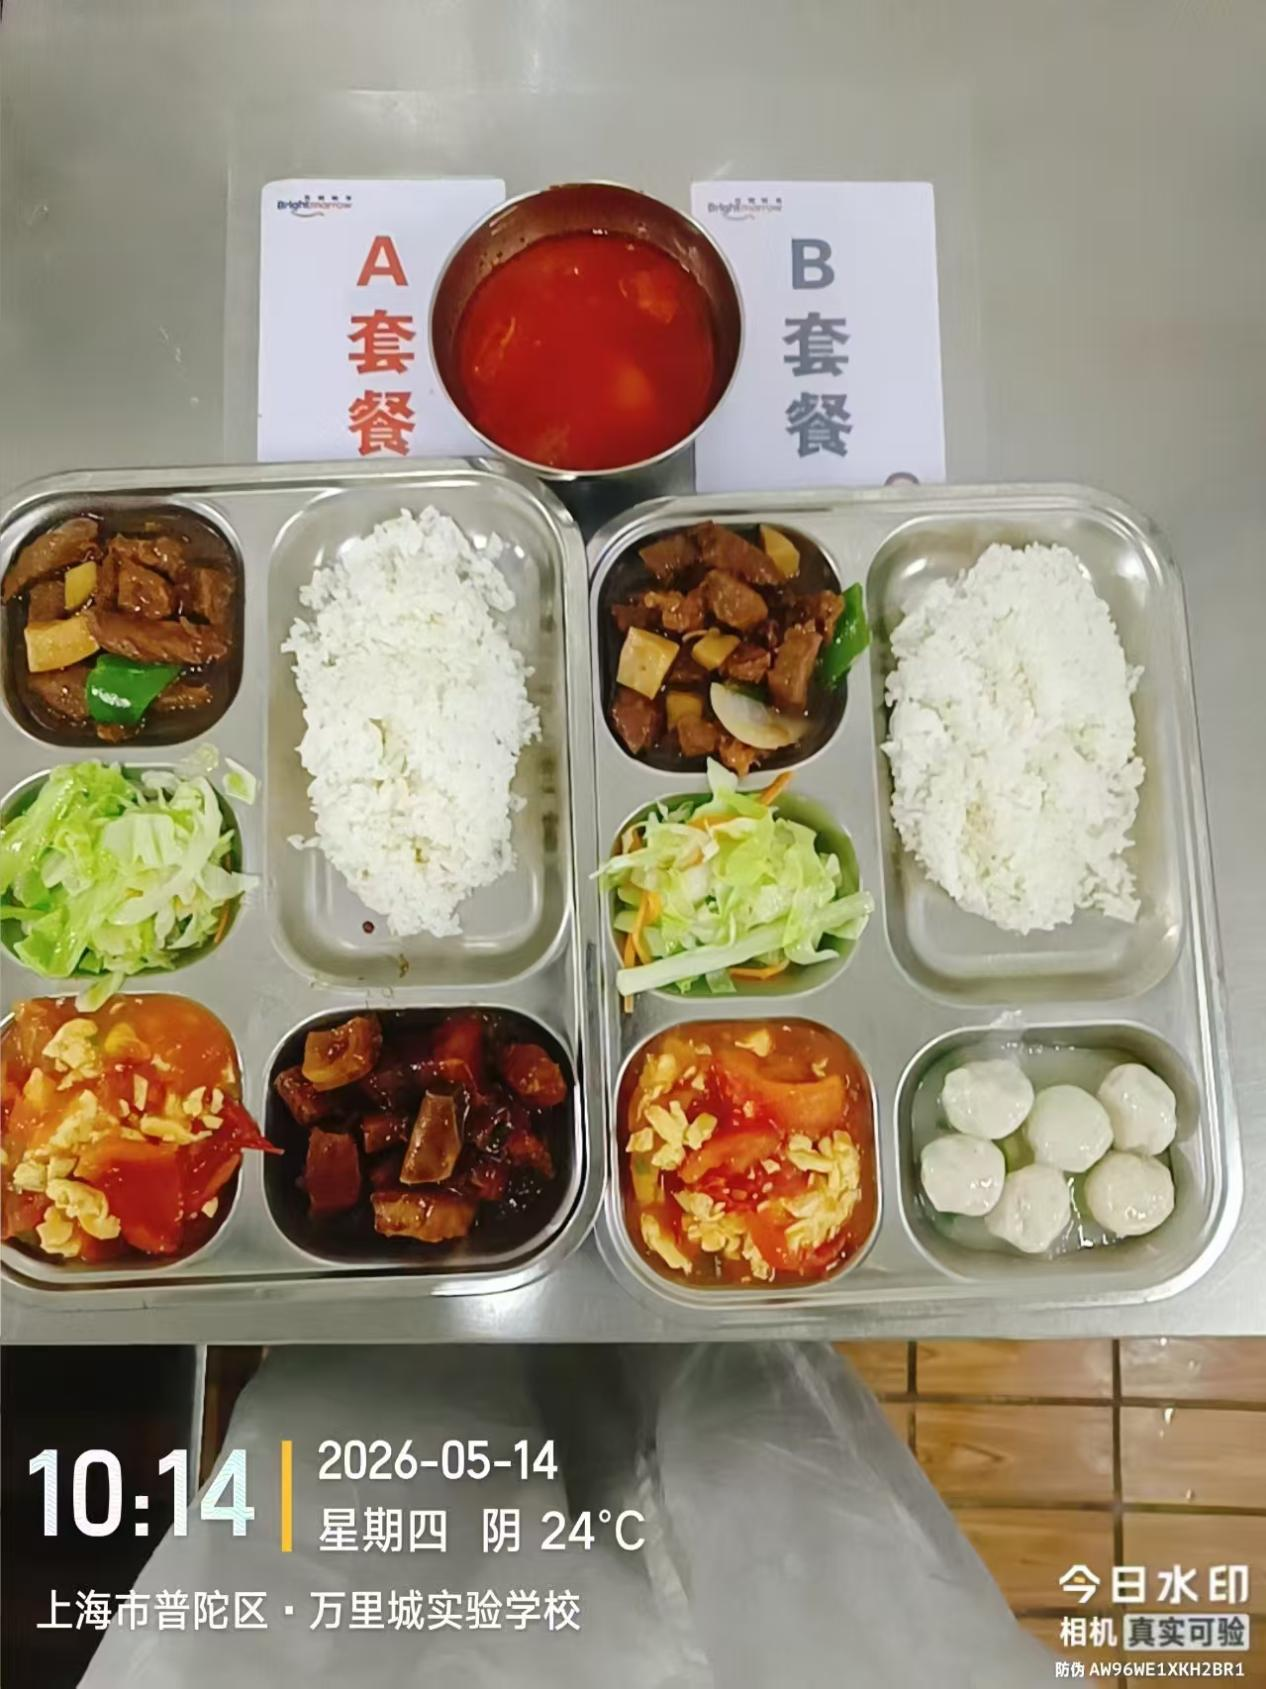 Brightmarrow
A
套
餐
Brightmarrow
B
套
餐
10:14
2026-05-14
星期四 阴 24°C
上海市普陀区·万里城实验学校
今日水印
相机 真实可验
防伪 AW96WE1XKH2BR1